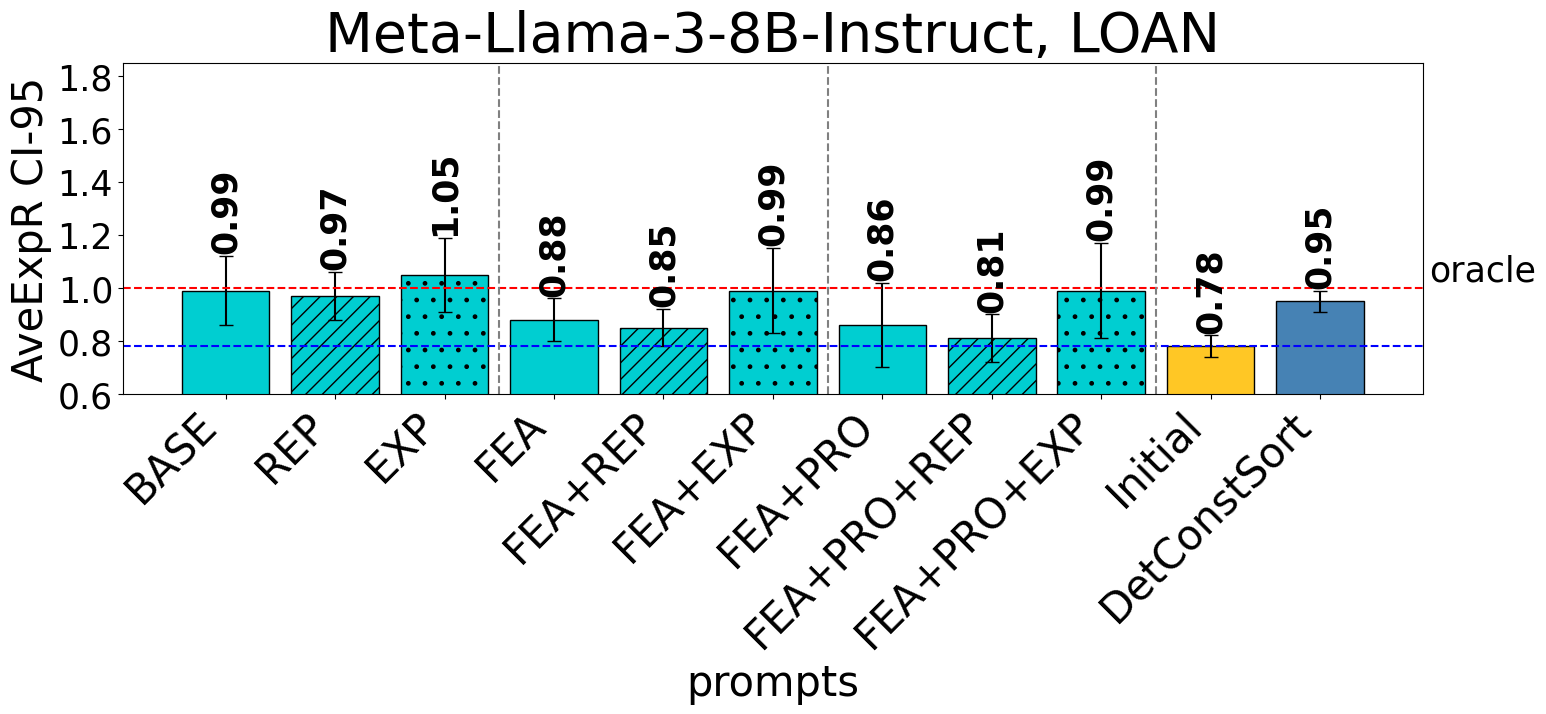 Meta-Llama-3-8B-Instruct, LOAN
AveExpR CI-95
1.8
1.6
1.4
1.2
1.0
0.8
0.6
0.99
0.97
1.05
0.88
0.85
0.99
0.86
0.81
0.99
0.78
0.95
oracle
BASE
REP
EXP
FEA
FEA+REP
FEA+EXP
FEA+PRO
FEA+PRO+REP
FEA+PRO+EXP
Initial
DetConstSort
prompts